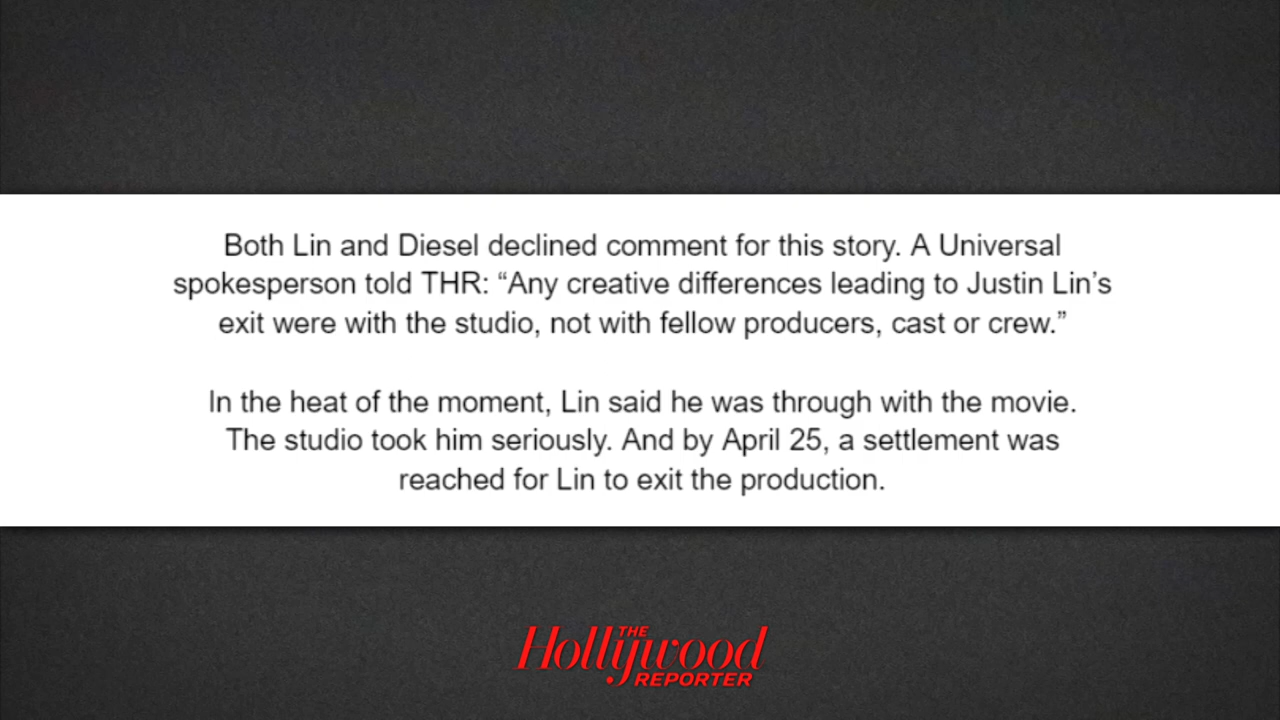 Both Lin and Diesel declined comment for this story. A Universal
spokesperson told THR: “Any creative differences leading to Justin Lin’s
exit were with the studio, not with fellow producers, cast or crew.”
In the heat of the moment, Lin said he was through with the movie.
The studio took him seriously. And by April 25, a settlement was
reached for Lin to exit the production.
THE
Hollywood
REPORTER